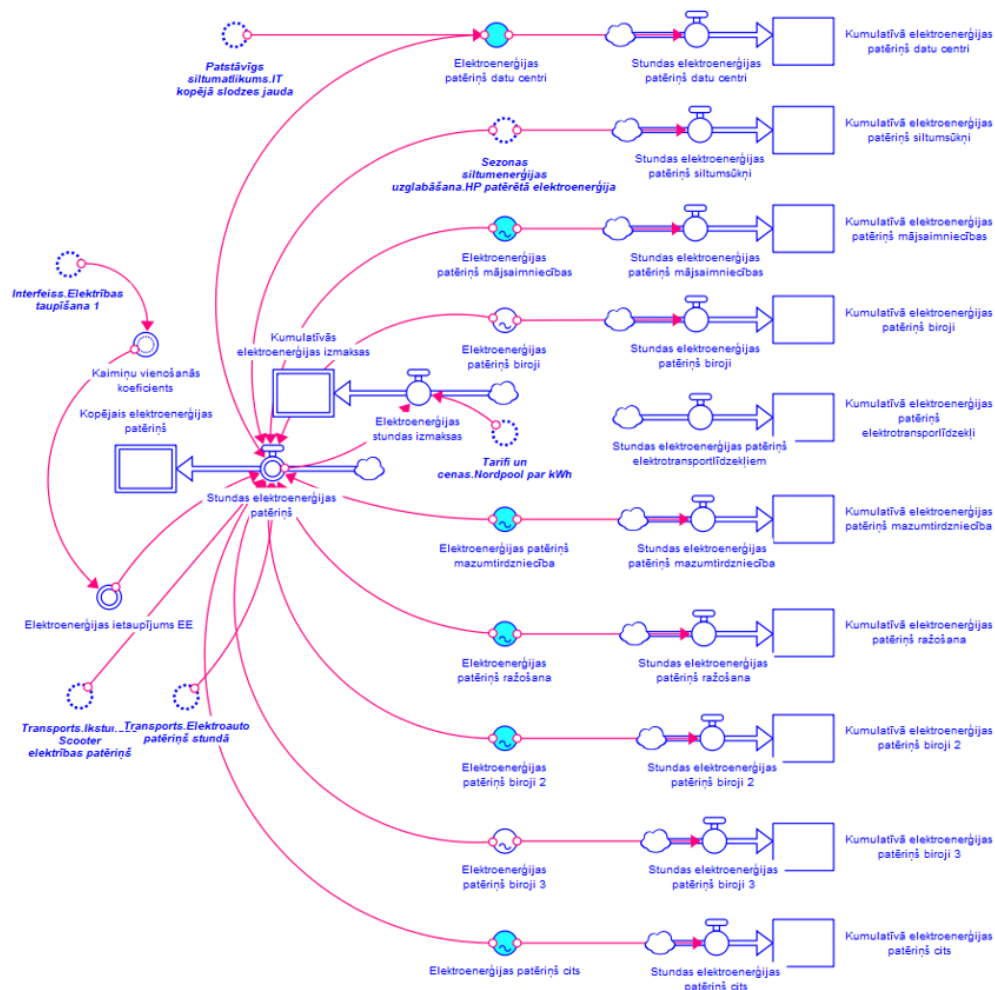 Patstāvīgs
siltumatlikums.IT
kopējā slodzes jauda
Elektroenerģijas
patēriņš datu centri
Stundas elektroenerģijas
patēriņš datu centri
Kumulatīvā elektroenerģijas
patēriņš datu centri
Sezonas
siltumenerģijas
uzglabāšana.HP patērētā elektroenerģija
Stundas elektroenerģijas
patēriņš siltumsūkņi
Kumulatīvā elektroenerģijas
patēriņš siltumsūkņi
Elektroenerģijas
patēriņš mājsaimniecības
Stundas elektroenerģijas
patēriņš mājsaimniecības
Kumulatīvā elektroenerģijas
patēriņš mājsaimniecības
Interfeiss.Elektrības
taupīšana 1
Kaimiņu vienošanās
koeficients
Kumulatīvās
elektroenerģijas izmaksas
Elektroenerģijas
patēriņš biroji
Stundas elektroenerģijas
patēriņš biroji
Kumulatīvā elektroenerģijas
patēriņš biroji
Kopējais elektroenerģijas
patēriņš
Elektroenerģijas
stundas izmaksas
Tarifi un
cenas.Nordpool par kWh
Stundas elektroenerģijas patēriņš
elektrotransportlīdzekļiem
Kumulatīvā elektroenerģijas
patēriņš
elektrotransportlīdzekļi
Stundas elektroenerģijas
patēriņš
Elektroenerģijas patēriņš
mazumtirdzniecība
Stundas elektroenerģijas
patēriņš mazumtirdzniecība
Kumulatīvā elektroenerģijas
patēriņš mazumtirdzniecība
Elektroenerģijas ietaupījums EE
Elektroenerģijas
patēriņš ražošana
Stundas elektroenerģijas
patēriņš ražošana
Kumulatīvā elektroenerģijas
patēriņš ražošana
Scooter
elektrības patēriņš
Transports.Elektroauto
patēriņš stundā
Elektroenerģijas
patēriņš biroji 2
Stundas elektroenerģijas
patēriņš biroji 2
Kumulatīvā elektroenerģijas
patēriņš biroji 2
Elektroenerģijas
patēriņš biroji 3
Stundas elektroenerģijas
patēriņš biroji 3
Kumulatīvā elektroenerģijas
patēriņš biroji 3
Elektroenerģijas patēriņš cits
Stundas elektroenerģijas
patēriņš cits
Kumulatīvā elektroenerģijas
patēriņš cits